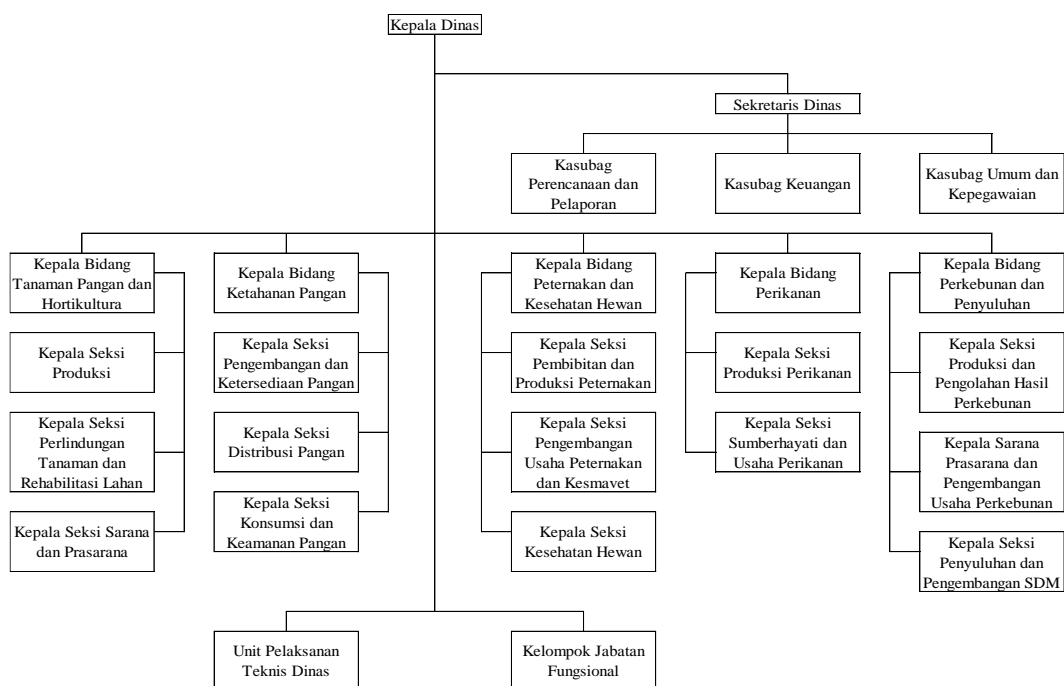 Kepala Dinas
Sekretaris Dinas
Kasubag
Perencanaan dan
Pelaporan
Kasubag Keuangan
Kasubag Umum dan
Kepegawaian
Kepala Bidang
Tanaman Pangan dan
Hortikultura
Kepala Seksi
Produksi
Kepala Seksi
Perlindungan
Tanaman dan
Rehabilitasi Lahan
Kepala Seksi Sarana
dan Prasarana
Kepala Bidang
Ketahanan Pangan
Kepala Seksi
Pengembangan dan
Ketersediaan Pangan
Kepala Seksi
Distribusi Pangan
Kepala Seksi
Konsumsi dan
Keamanan Pangan
Kepala Bidang
Peternakan dan
Kesehatan Hewan
Kepala Seksi
Pembibitan dan
Produksi Peternakan
Kepala Seksi
Pengembangan
Usaha Peternakan
dan Kesmavet
Kepala Seksi
Kesehatan Hewan
Kepala Bidang
Perikanan
Kepala Seksi
Produksi Perikanan
Kepala Seksi
Sumberhayati dan
Usaha Perikanan
Kepala Bidang
Perkebunan dan
Penyuluhan
Kepala Seksi
Produksi dan
Pengolahan Hasil
Perkebunan
Kepala Sarana
Prasarana dan
Pengembangan
Usaha Perkebunan
Kepala Seksi
Penyuluhan dan
Pengembangan SDM
Unit Pelaksanan
Teknis Dinas
Kelompok Jabatan
Fungsional